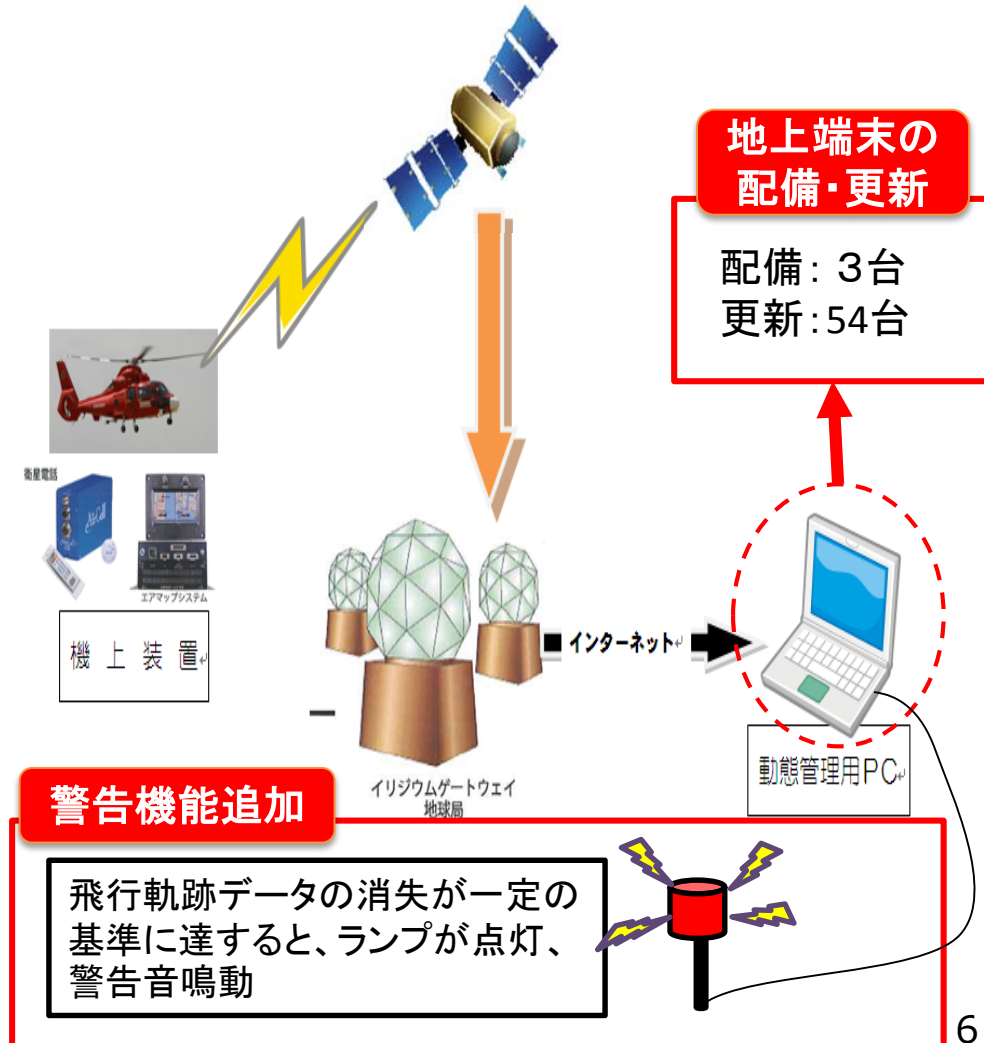 地上端末の
配備・更新
配備：３台
更新：54台
衛星電話
AirCell
エアマップシステム
機上装置
インターネット
イリジウムゲートウェイ
地球局
動態管理用ＰＣ
警告機能追加
飛行軌跡データの消失が一定の
基準に達すると、ランプが点灯、
警告音鳴動
6